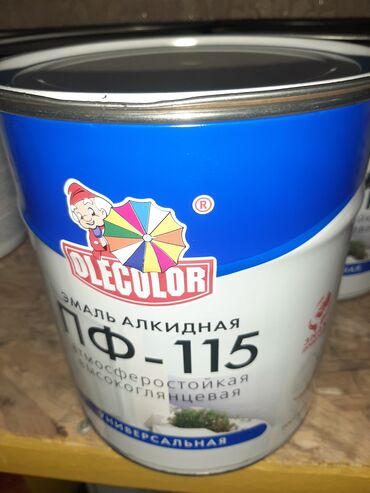 ®
OLECOLOR
ЭМАЛЬ АЛКИДНАЯ
ПФ-115
атмосферостойкая
высокоглянцевая
УНИВЕРСАЛЬНАЯ